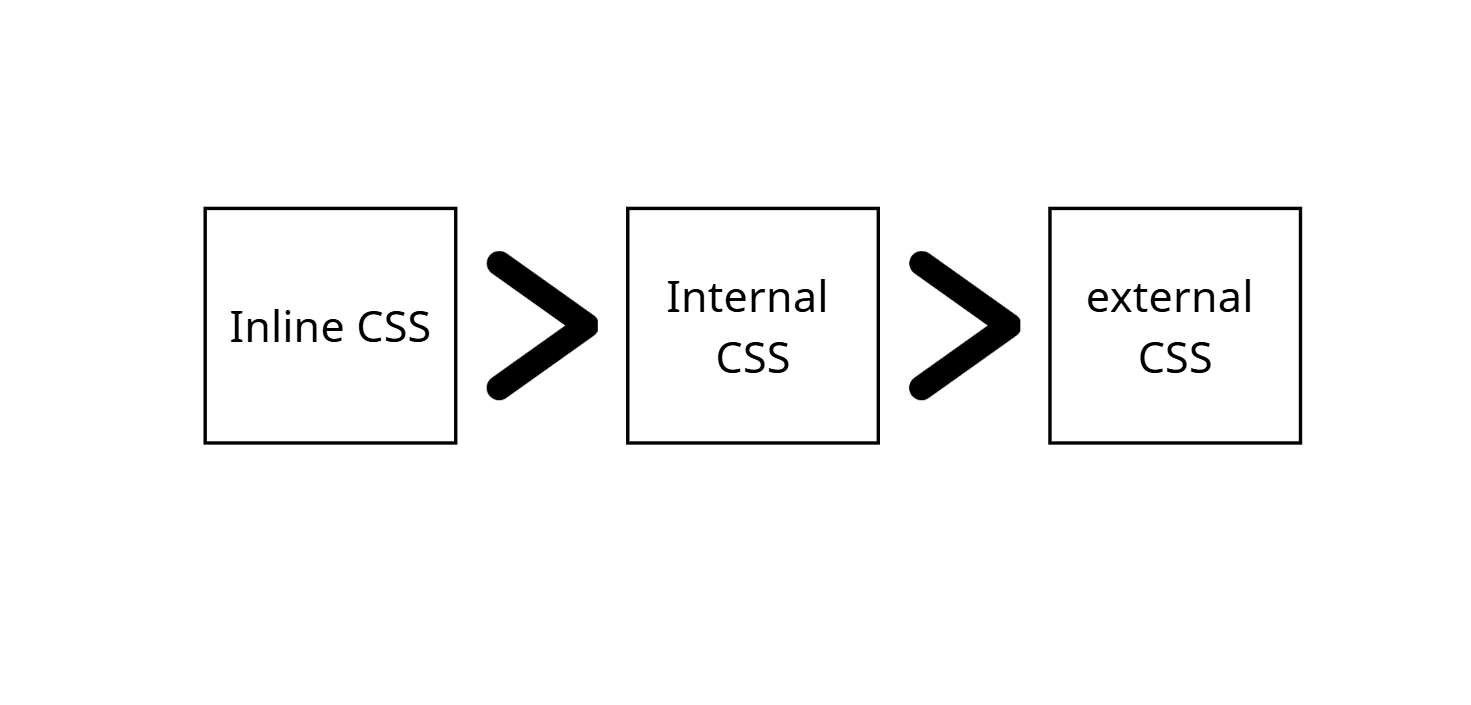 Inline CSS
Internal
CSS
external
CSS